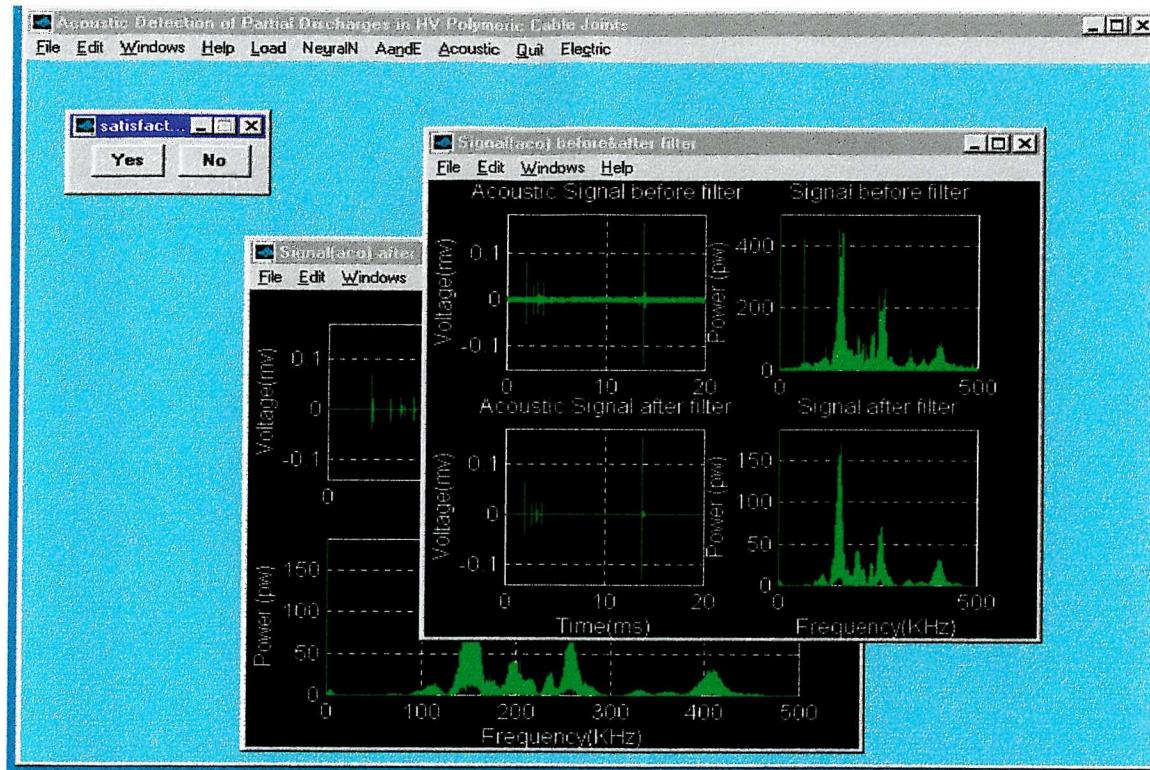 Acoustic Detection of Partial Discharges in HV Polymeric Cable Joints
File Edit Windows Help Load NeyralN AandE Acoustic Quit Electric
satisfact...
Yes No
Signal(aco) before&after filter
File Edit Windows Help
Acoustic Signal before filter
Signal before filter
Voltage(mv)
0.1
0
-0.1
0 10 20
Power (pw)
400
200
0
0 500
Acoustic Signal after filter
Signal after filter
Voltage(mv)
0.1
0
-0.1
0 10 20
Time(ms)
Power (pw)
150
100
50
0
0 500
Frequency(KHz)
Signal(aco) after
File Edit Windows
Voltage(mv)
0.1
0
-0.1
0
Power (pw)
150
100
50
0
0 100 200 300 400 500
Frequency(KHz)